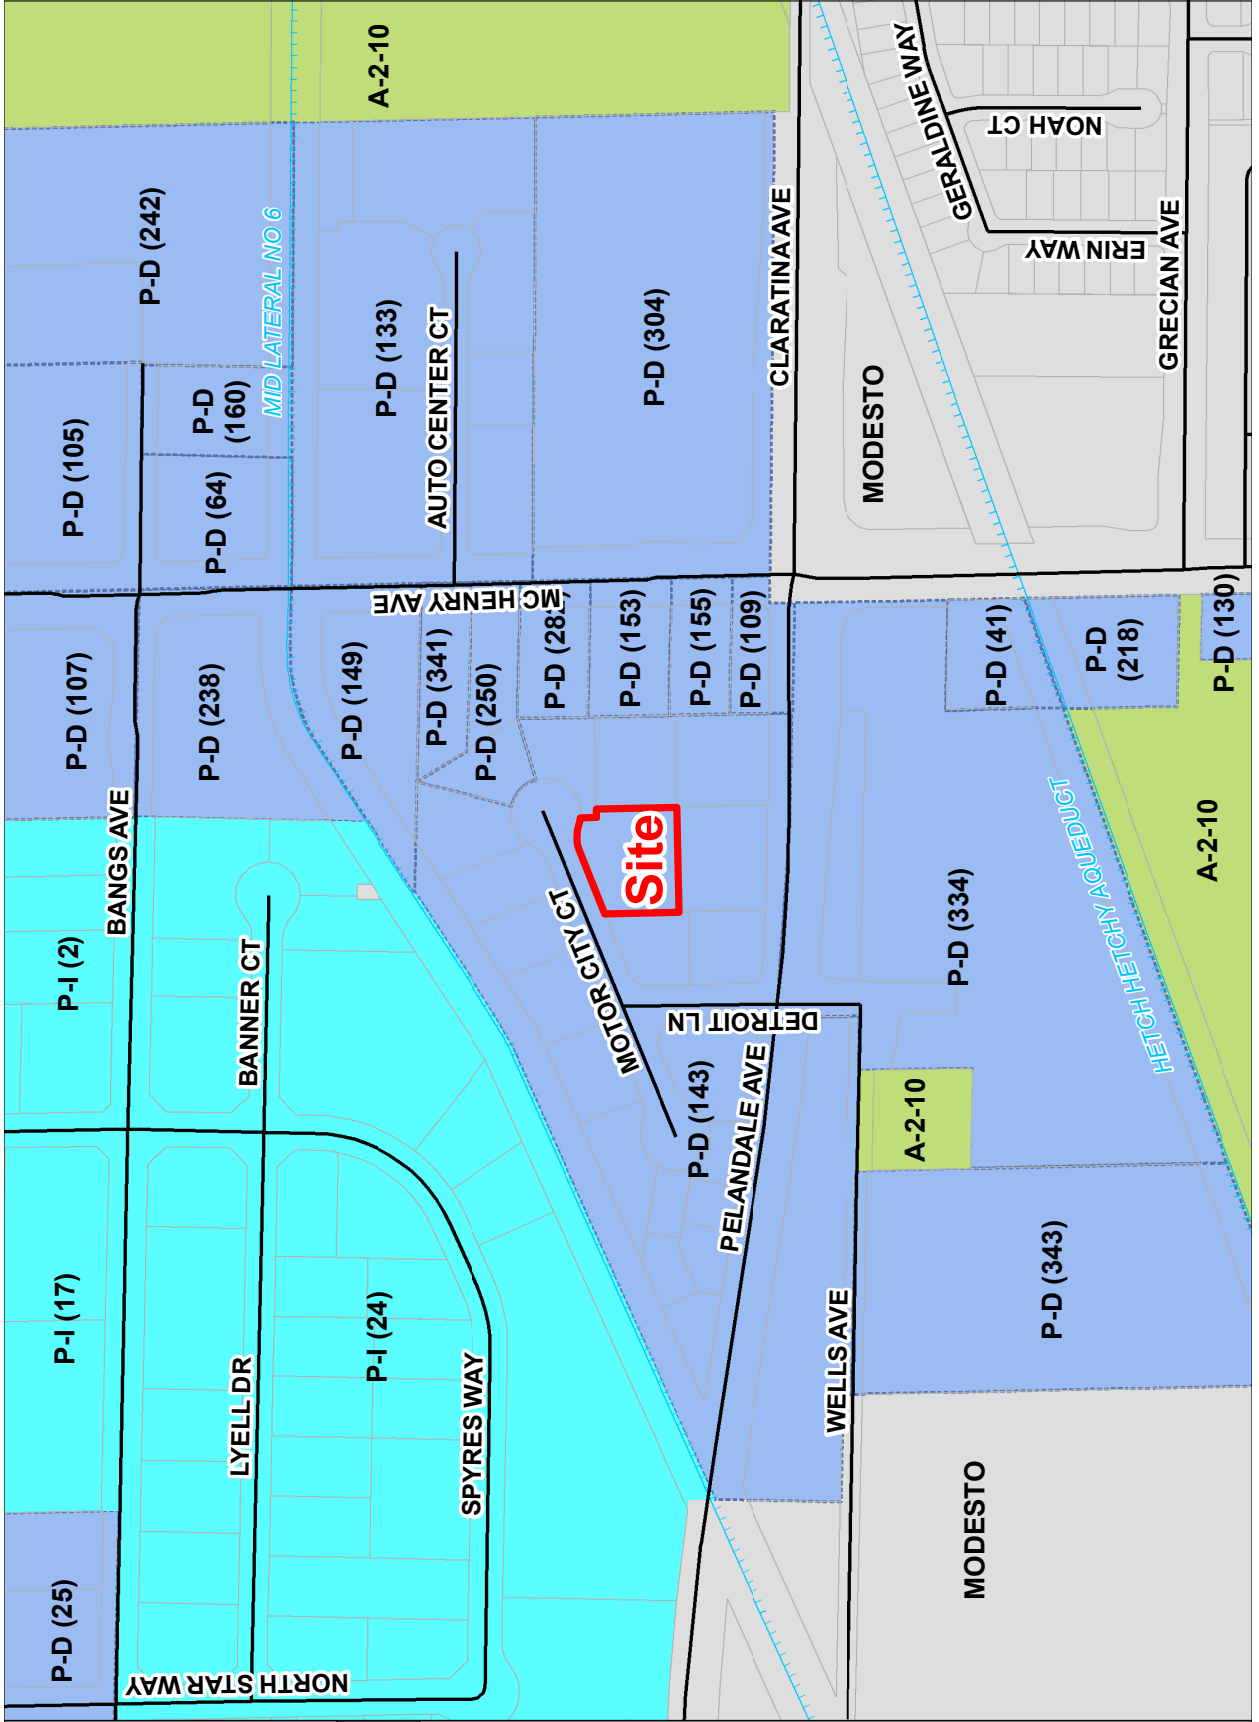 A-2-10
P-D (242)
MID LATERAL NO 6
P-D (133)
AUTO CENTER CT
P-D (304)
CLARATINA AVE
MODESTO
GERALDINE WAY
NOAH CT
ERIN WAY
GRECIAN AVE
P-D (105)
P-D
(160)
P-D (64)
MC HENRY AVE
P-D (107)
P-D (238)
P-D (149)
P-D (341)
P-D (250)
P-D (153)
P-D (155)
P-D (109)
P-D (41)
P-D
(218)
P-D (130)
BANGS AVE
P-I (2)
BANNER CT
Site
MOTOR CITY CT
DETROIT LN
P-D (143)
PELANDALE AVE
P-D (334)
HETCH HETCHY AQUEDUCT
A-2-10
A-2-10
P-D (343)
WELLS AVE
P-I (17)
LYELL DR
P-I (24)
SPYRES WAY
P-D (25)
NORTH STAR WAY
MODESTO